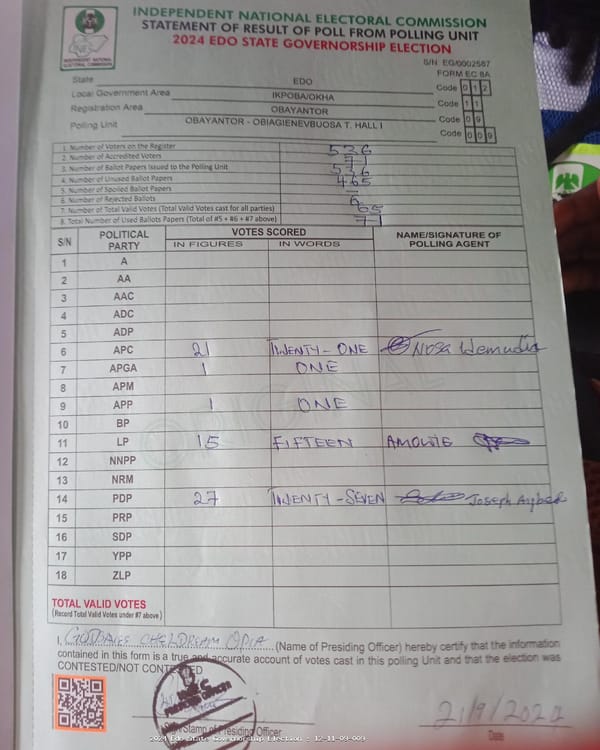 INDEPENDENT NATIONAL ELECTORAL COMMISSION
STATEMENT OF RESULT OF POLL FROM POLLING UNIT
2024 EDO STATE GOVERNORSHIP ELECTION
INDEPENDENT NATIONAL ELECTORAL COMMISSION
S/N EG/0002587
FORM EC 8A
State EDO Code 0 1 2
Local Government Area IKPOBA/OKHA Code 1 1
Registration Area OBAYANTOR Code 0 9
Polling Unit OBAYANTOR - OBIAGIENEVBUOSA T. HALL I Code 0 0 9
1. Number of Voters on the Register 526
2. Number of Accredited Voters 71
3. Number of Ballot Papers Issued to the Polling Unit 536
4. Number of Unused Ballot Papers 465
5. Number of Spoiled Ballot Papers —
6. Number of Rejected Ballots 6
7. Number of Total Valid Votes (Total Valid Votes cast for all parties) 65
8. Total Number of Used Ballots Papers (Total of #5 + #6 + #7 above) 71
S/N POLITICAL PARTY VOTES SCORED NAME/SIGNATURE OF POLLING AGENT
IN FIGURES IN WORDS
1 A
2 AA
3 AAC
4 ADC
5 ADP
6 APC 21 TWENTY-ONE Nosa
7 APGA 1 ONE
8 APM
9 APP 1 ONE
10 BP
11 LP 15 FIFTEEN
12 NNPP
13 NRM
14 PDP 27 TWENTY-SEVEN Joseph
15 PRP
16 SDP
17 YPP
18 ZLP
TOTAL VALID VOTES
(Record Total Valid Votes under #7 above)
I, OPIA (Name of Presiding Officer) hereby certify that the information
contained in this form is a true and accurate account of votes cast in this polling Unit and that the election was
CONTESTED/NOT CONTESTED
Stamp of Presiding Officer
21/9/2024
Date
2024 Edo State Governorship Election : 12-11-09-009